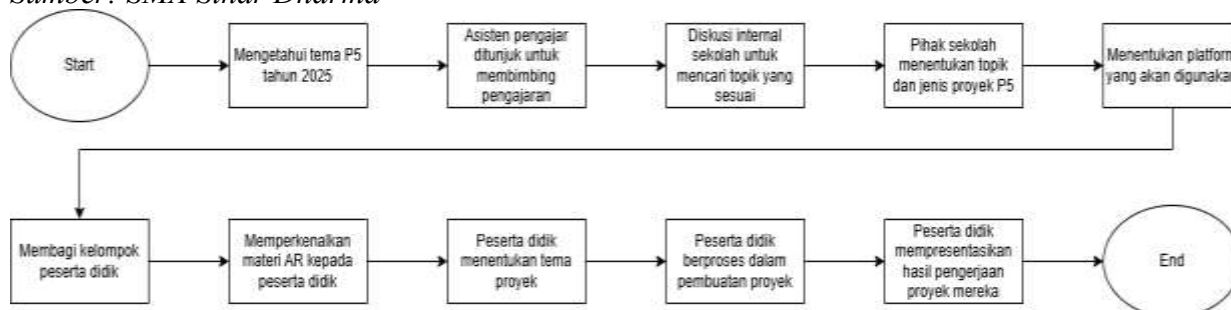 Sumber: SMA Sinar Dharma
Start
Mengetahui tema P5
tahun 2025
Asisten pengajar
ditunjuk untuk
membimbing
pengajaran
Diskusi internal
sekolah untuk
mencari topik yang
sesuai
Pihak sekolah
menentukan topik
dan jenis proyek P5
Menentukan platform
yang akan digunakan
Membagi kelompok
peserta didik
Memperkenalkan
materi AR kepada
peserta didik
Peserta didik
menentukan tema
proyek
Peserta didik
berproses dalam
pembuatan proyek
Peserta didik
mempresentasikan
hasil pengerjaan
proyek mereka
End